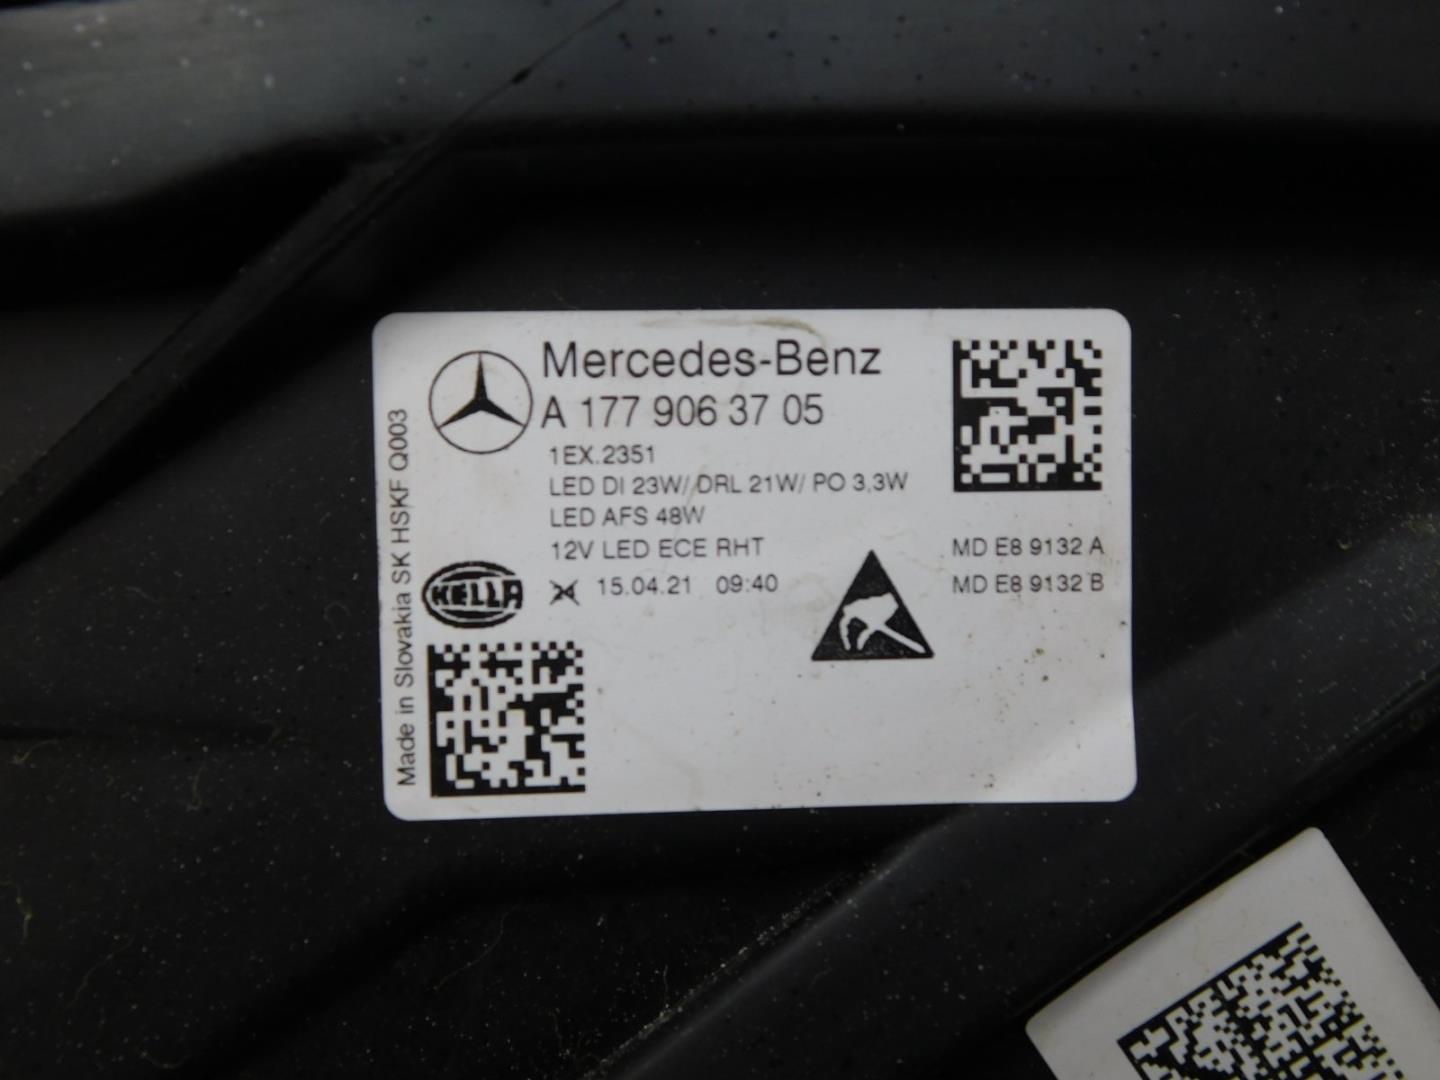 Mercedes-Benz
A 177 906 37 05
1EX.2351
LED DI 23W/ DRL 21W/ PO 3,3W
LED AFS 48W
12V LED ECE RHT
15.04.21 09:40
MD E8 9132 A
MD E8 9132 B
HELLA
Made in Slovakia SK HSKF Q003